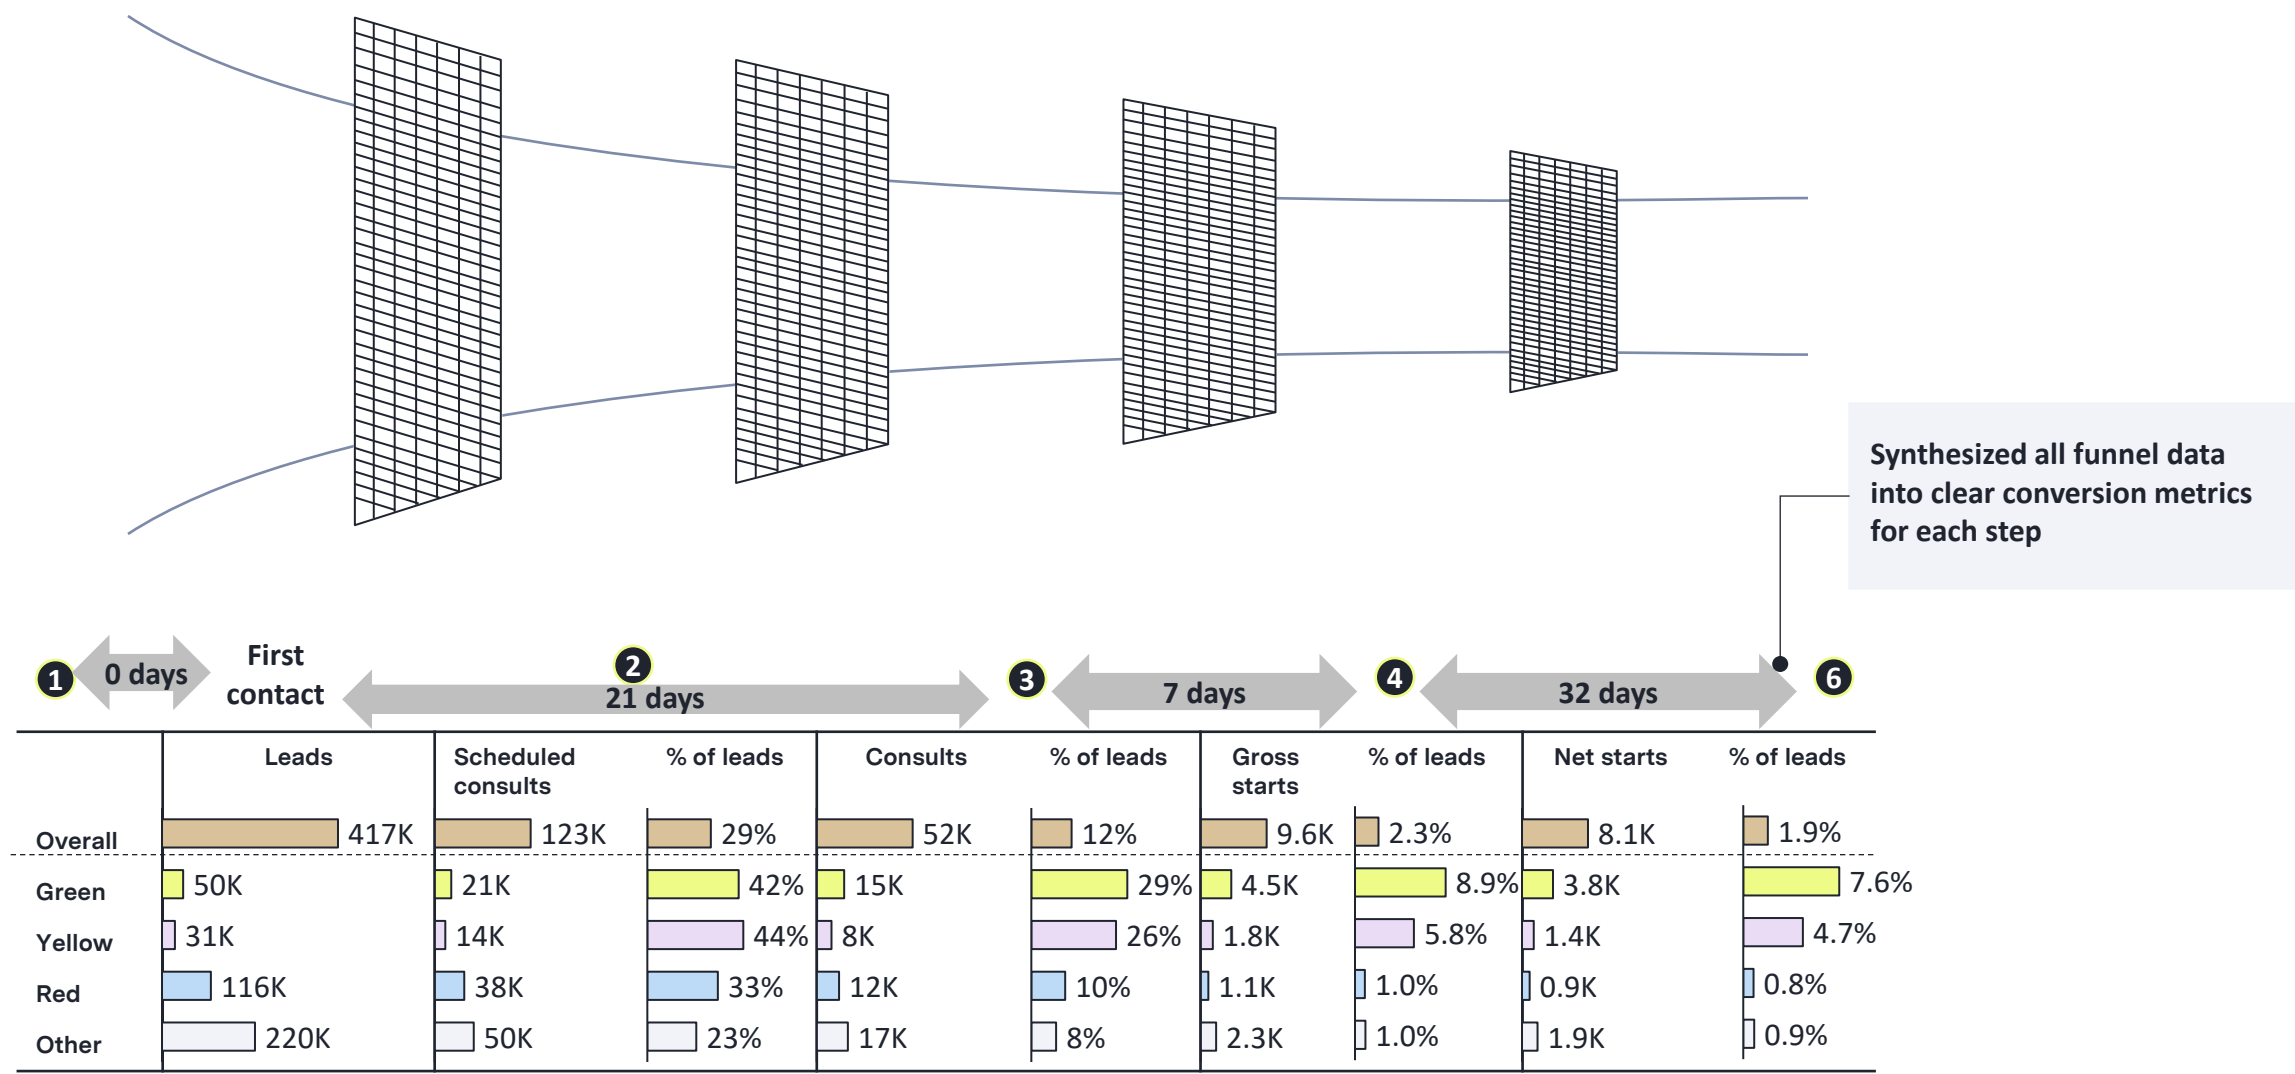 Synthesized all funnel data
into clear conversion metrics
for each step
1
0 days
First
contact
2
21 days
3
7 days
4
32 days
6
Leads
Scheduled
consults
% of leads
Consults
% of leads
Gross
starts
% of leads
Net starts
% of leads
Overall 417K 123K 29% 52K 12% 9.6K 2.3% 8.1K 1.9%
Green 50K 21K 42% 15K 29% 4.5K 8.9% 3.8K 7.6%
Yellow 31K 14K 44% 8K 26% 1.8K 5.8% 1.4K 4.7%
Red 116K 38K 33% 12K 10% 1.1K 1.0% 0.9K 0.8%
Other 220K 50K 23% 17K 8% 2.3K 1.0% 1.9K 0.9%